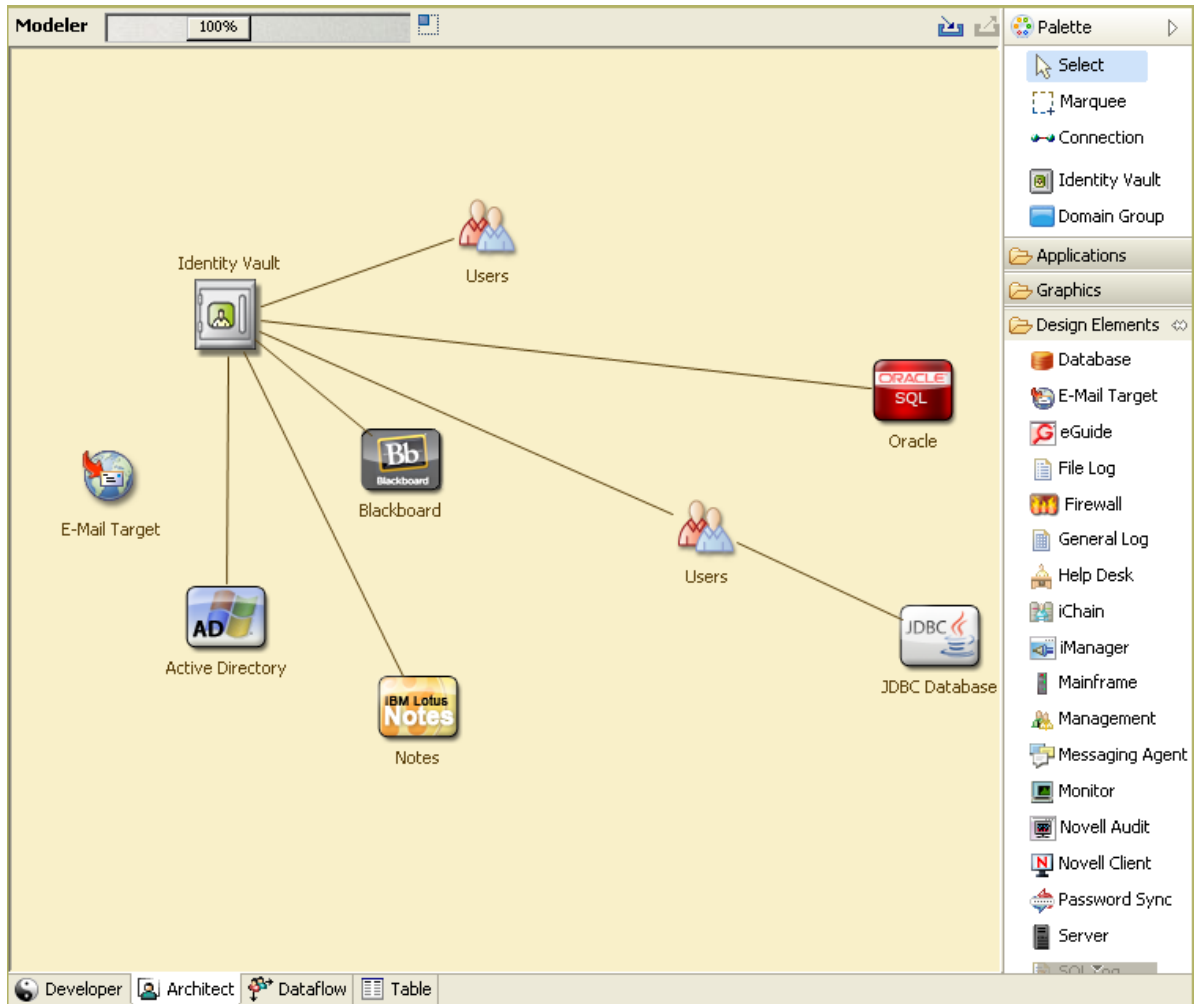 Modeler
100%
Palette
Select
Marquee
Connection
Identity Vault
Domain Group
Applications
Graphics
Design Elements
Database
E-Mail Target
eGuide
File Log
Firewall
General Log
Help Desk
iChain
iManager
Mainframe
Management
Messaging Agent
Monitor
Novell Audit
Novell Client
Password Sync
Server
Identity Vault
Users
ORACLE
SQL
Oracle
Bb
Blackboard
Blackboard
E-Mail Target
Users
AD
Active Directory
JDBC
JDBC Database
IBM Lotus
Notes
Notes
Developer
Architect
Dataflow
Table